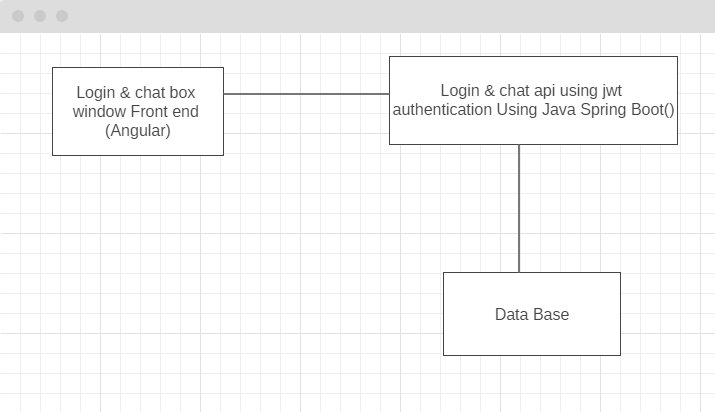 Login & chat box
window Front end
(Angular)
Login & chat api using jwt
authentication Using Java Spring Boot()
Data Base